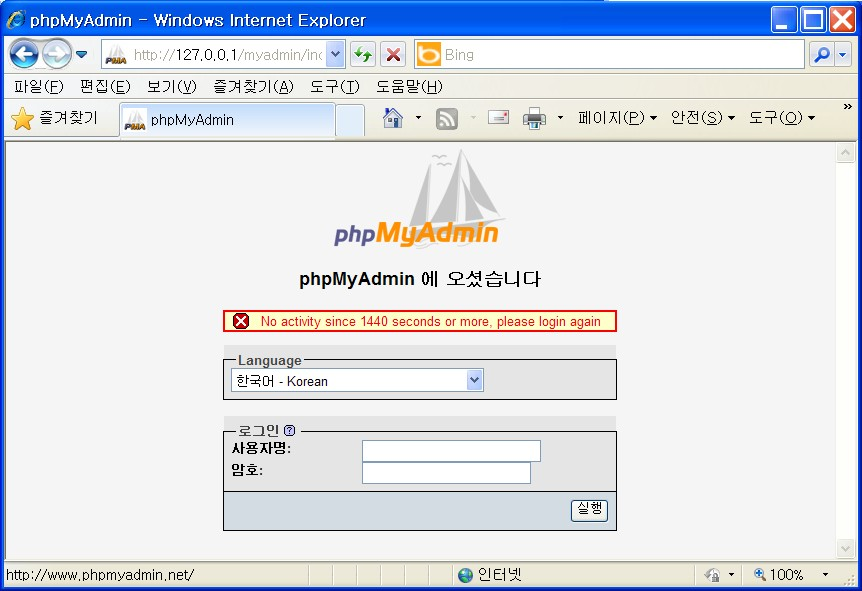 phpMyAdmin - Windows Internet Explorer
http://127.0.0.1/myadmin/ind
Bing
파일(F) 편집(E) 보기(V) 즐겨찾기(A) 도구(T) 도움말(H)
즐겨찾기
PMA phpMyAdmin
페이지(P) 안전(S) 도구(O) »
phpMyAdmin
phpMyAdmin 에 오셨습니다
No activity since 1440 seconds or more, please login again
Language
한국어 - Korean
로그인
사용자명:
암호:
실행
http://www.phpmyadmin.net/
인터넷
100%